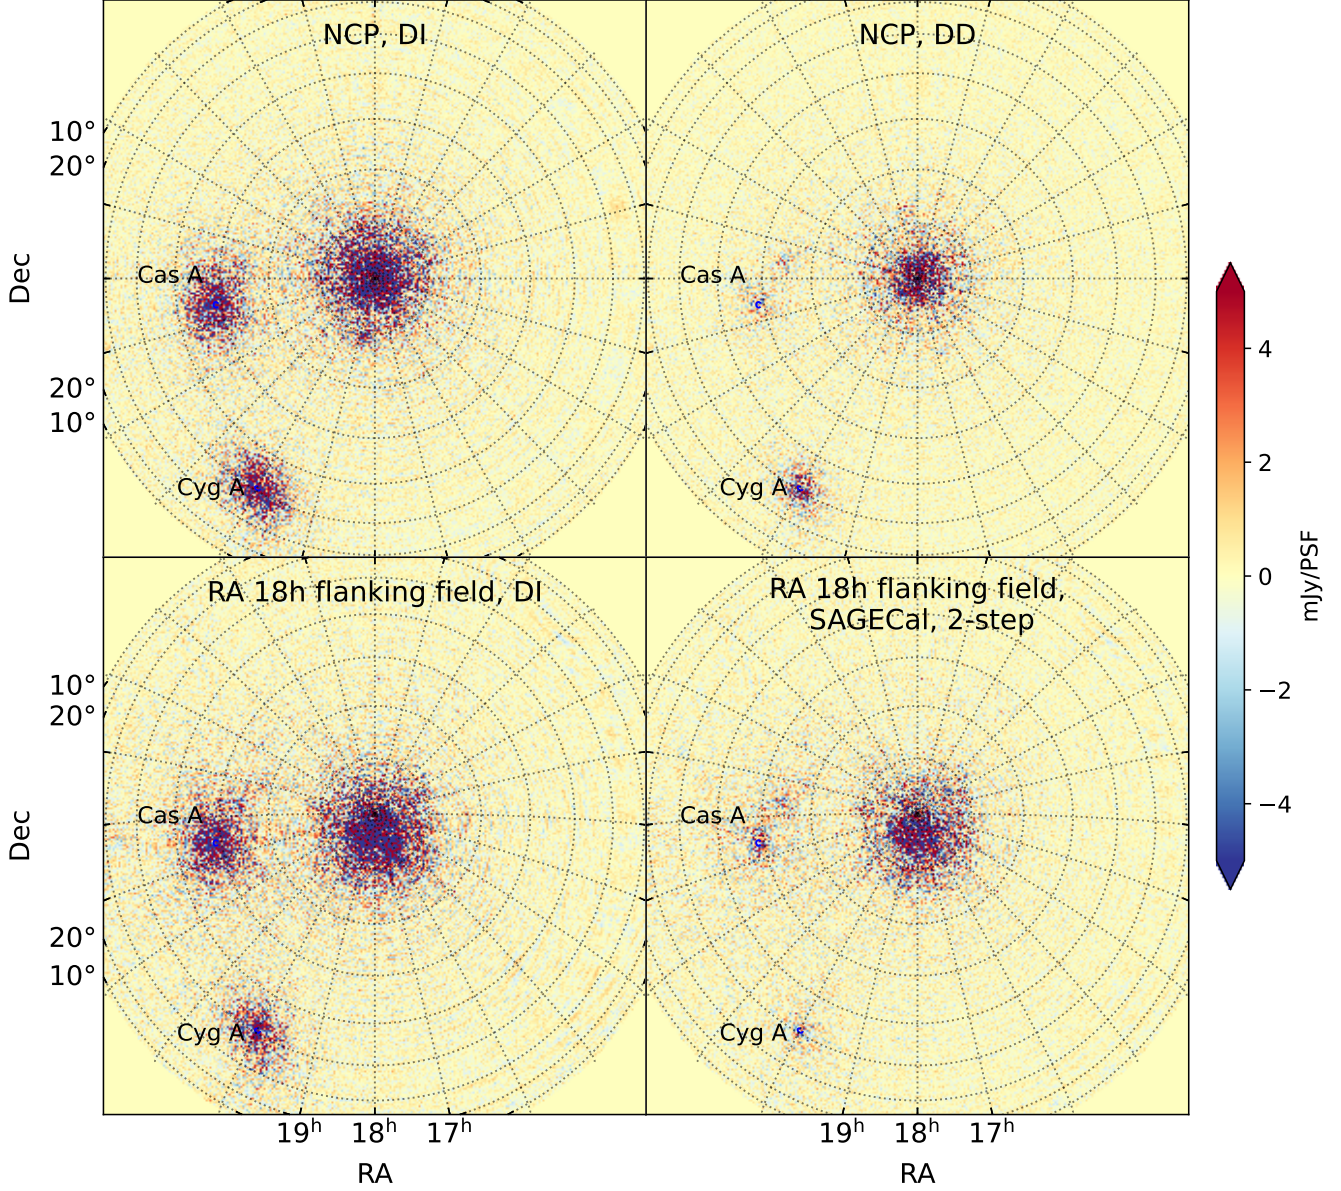 NCP, DI
NCP, DD
10°
20°
Dec
Cas A
Cas A
20°
10°
Cyg A
Cyg A
4
2
0
−2
−4
mJy/PSF
RA 18h flanking field, DI
RA 18h flanking field,
SAGECal, 2-step
10°
20°
Dec
Cas A
Cas A
20°
10°
Cyg A
Cyg A
19h 18h 17h
19h 18h 17h
RA
RA